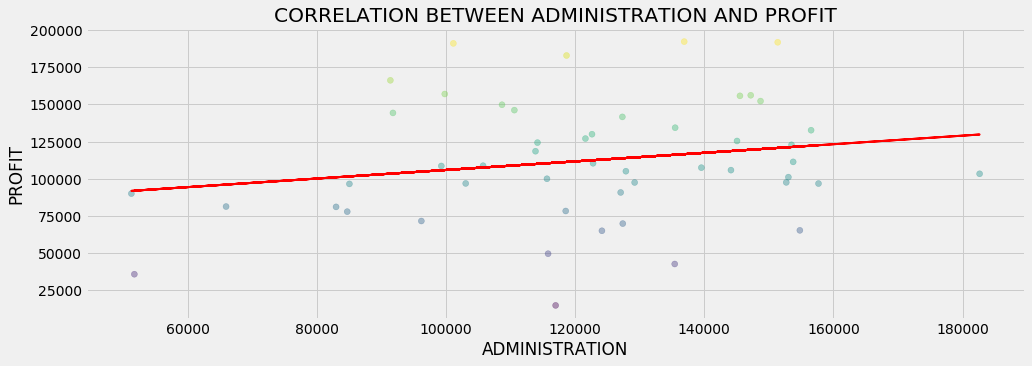 CORRELATION BETWEEN ADMINISTRATION AND PROFIT
200000
175000
150000
125000
100000
75000
50000
25000
PROFIT
60000 80000 100000 120000 140000 160000 180000
ADMINISTRATION